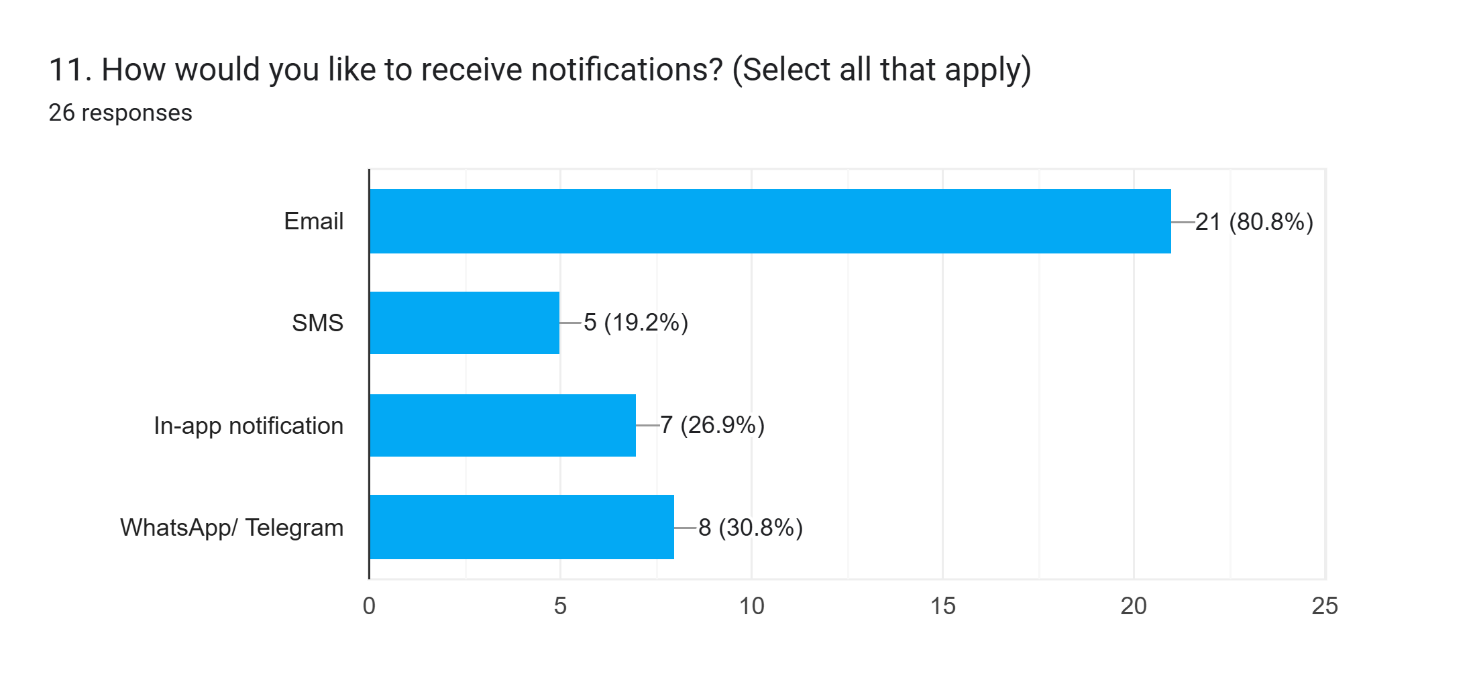 11. How would you like to receive notifications? (Select all that apply)
26 responses
Email
21 (80.8%)
SMS
5 (19.2%)
In-app notification
7 (26.9%)
WhatsApp/ Telegram
8 (30.8%)
0 5 10 15 20 25